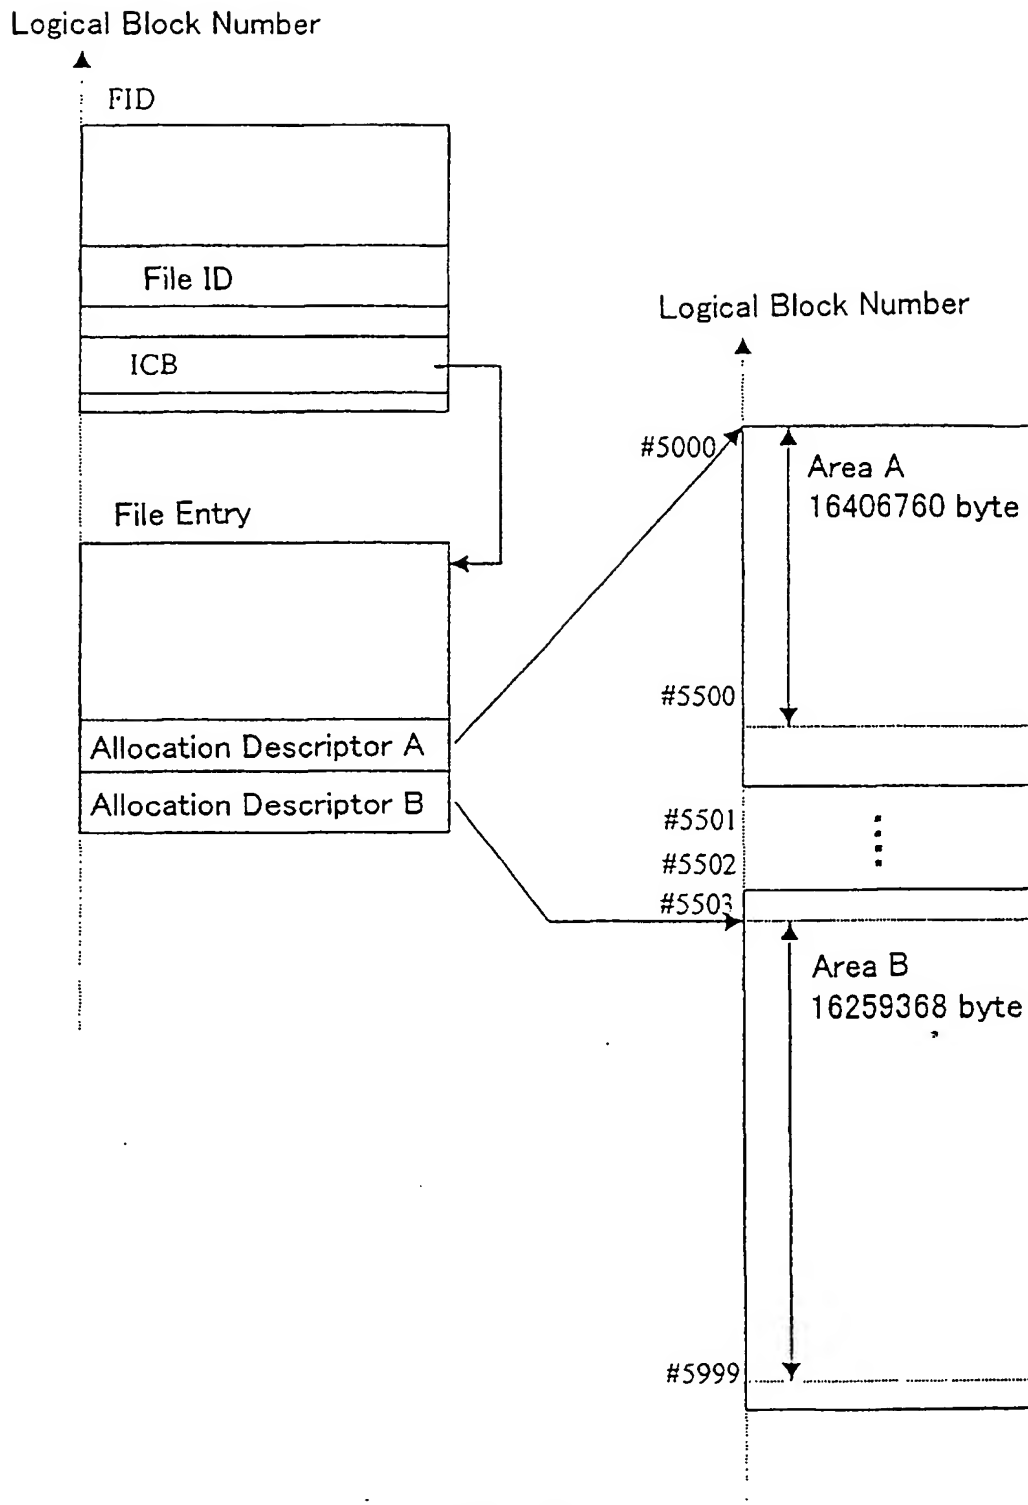 Logical Block Number
FID
File ID
ICB
File Entry
Allocation Descriptor A
Allocation Descriptor B
Logical Block Number
#5000
Area A
16406760 byte
#5500
#5501
#5502
#5503
Area B
16259368 byte
#5999